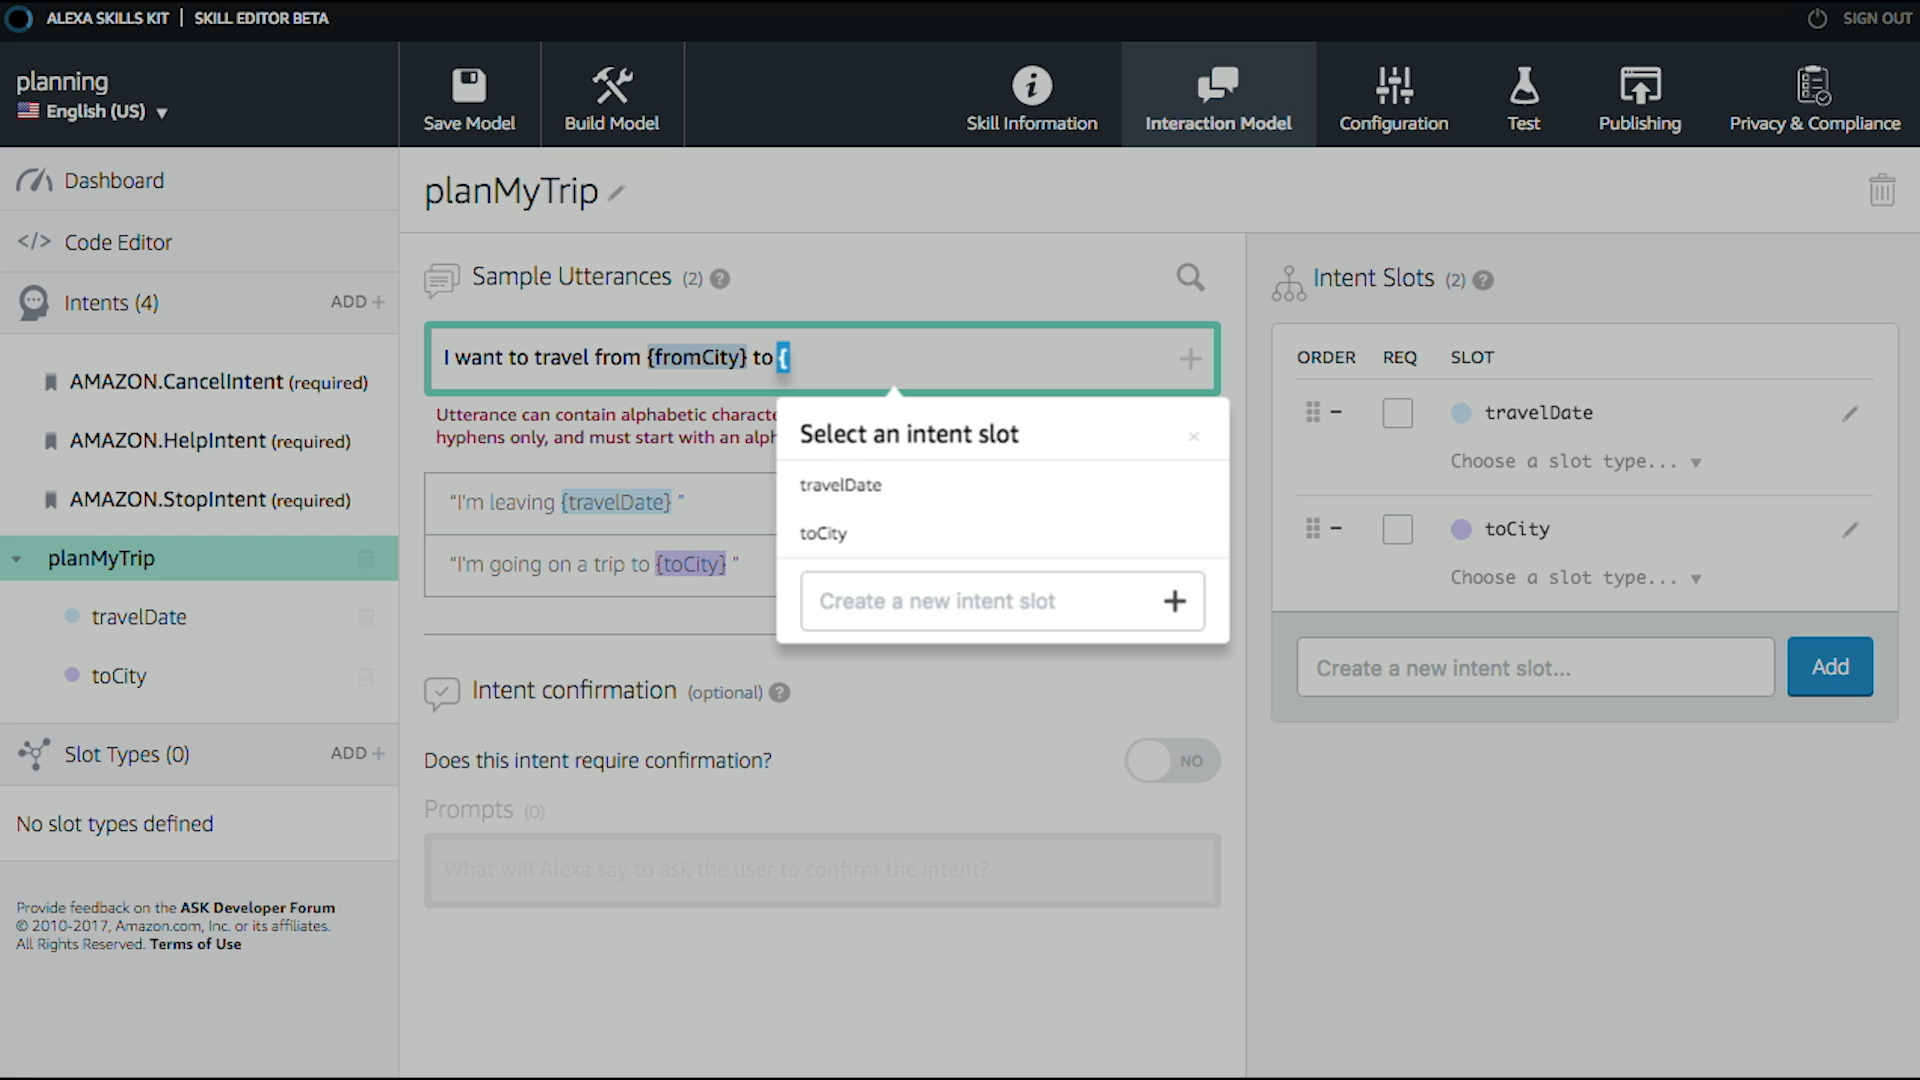 ALEXA SKILLS KIT | SKILL EDITOR BETA
SIGN OUT
planning
English (US)
Save Model
Build Model
Skill Information
Interaction Model
Configuration
Test
Publishing
Privacy & Compliance
Dashboard
</> Code Editor
Intents (4)
ADD +
AMAZON.CancelIntent (required)
AMAZON.HelpIntent (required)
AMAZON.StopIntent (required)
planMyTrip
travelDate
toCity
Slot Types (0)
ADD +
No slot types defined
Provide feedback on the ASK Developer Forum
© 2010-2017, Amazon.com, Inc. or its affiliates.
All Rights Reserved. Terms of Use
planMyTrip
Sample Utterances (2) ?
I want to travel from {fromCity} to {
Utterance can contain alphabetic
hyphens only, and must start with an
Select an intent slot
travelDate
toCity
Create a new intent slot
“I'm leaving {travelDate} ”
“I'm going on a trip to {toCity} ”
Intent confirmation (optional) ?
Does this intent require confirmation?
NO
Prompts (0)
What will Alexa say to ask the user to confirm the intent?
Intent Slots (2) ?
ORDER REQ SLOT
travelDate
Choose a slot type...
toCity
Choose a slot type...
Create a new intent slot...
Add